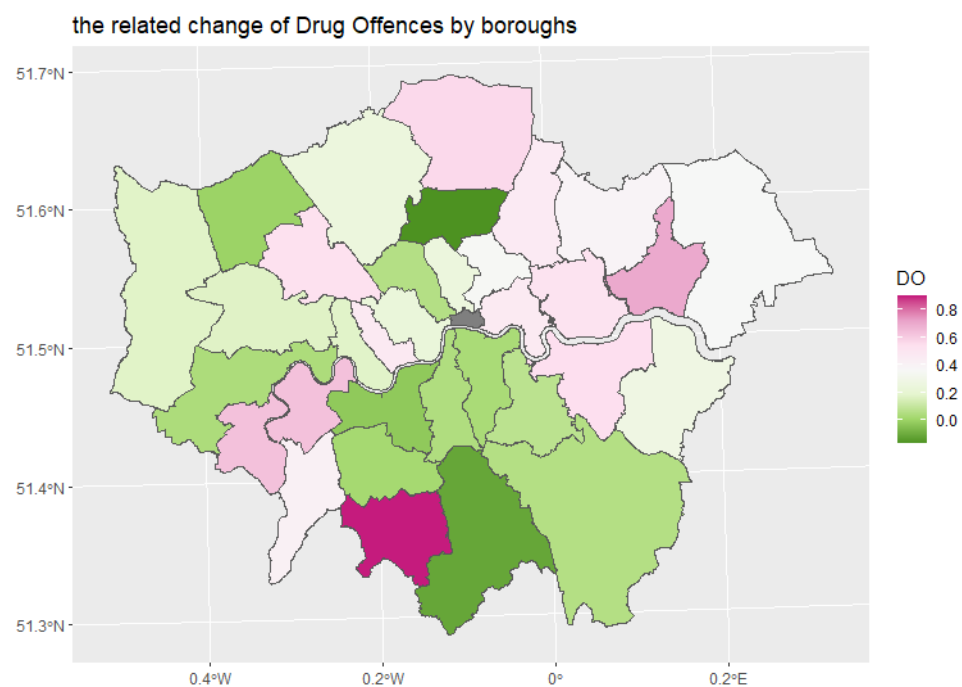 the related change of Drug Offences by boroughs
51.7°N
51.6°N
51.5°N
51.4°N
51.3°N
0.4°W
0.2°W
0°
0.2°E
DO
0.8
0.6
0.4
0.2
0.0